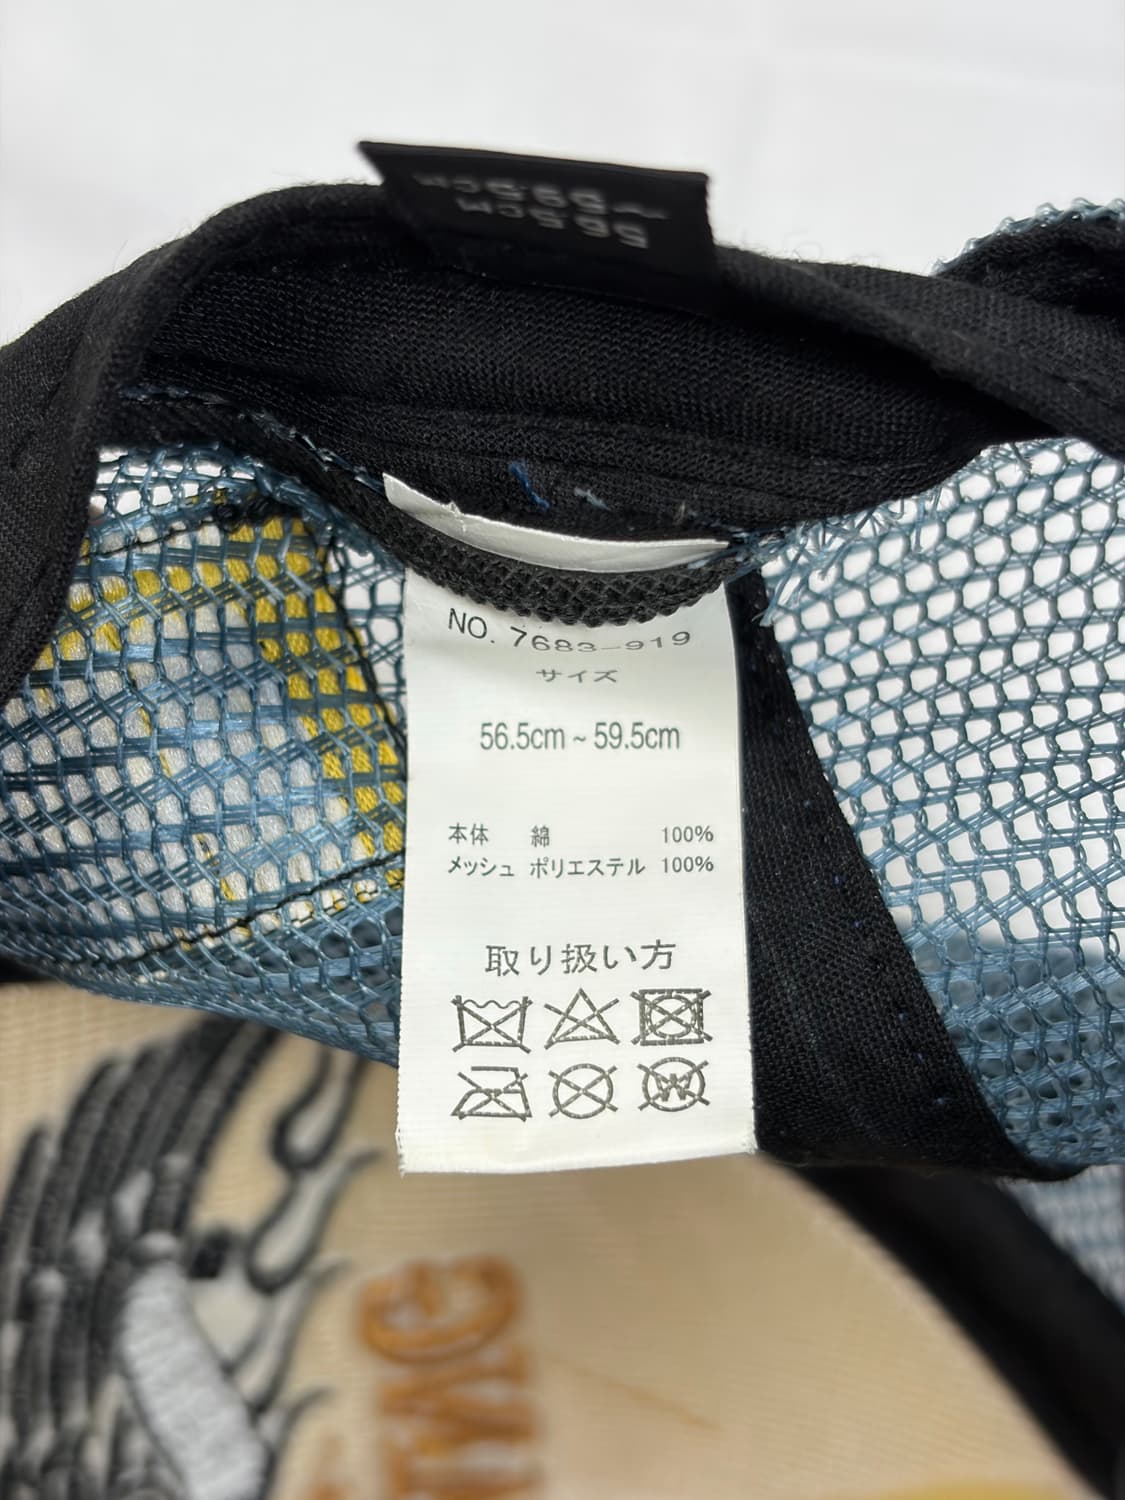 56.5cm
~59.5cm
NO. 7683-919
サイズ
56.5cm ~ 59.5cm
本体 綿 100%
メッシュ ポリエステル 100%
取り扱い方
W